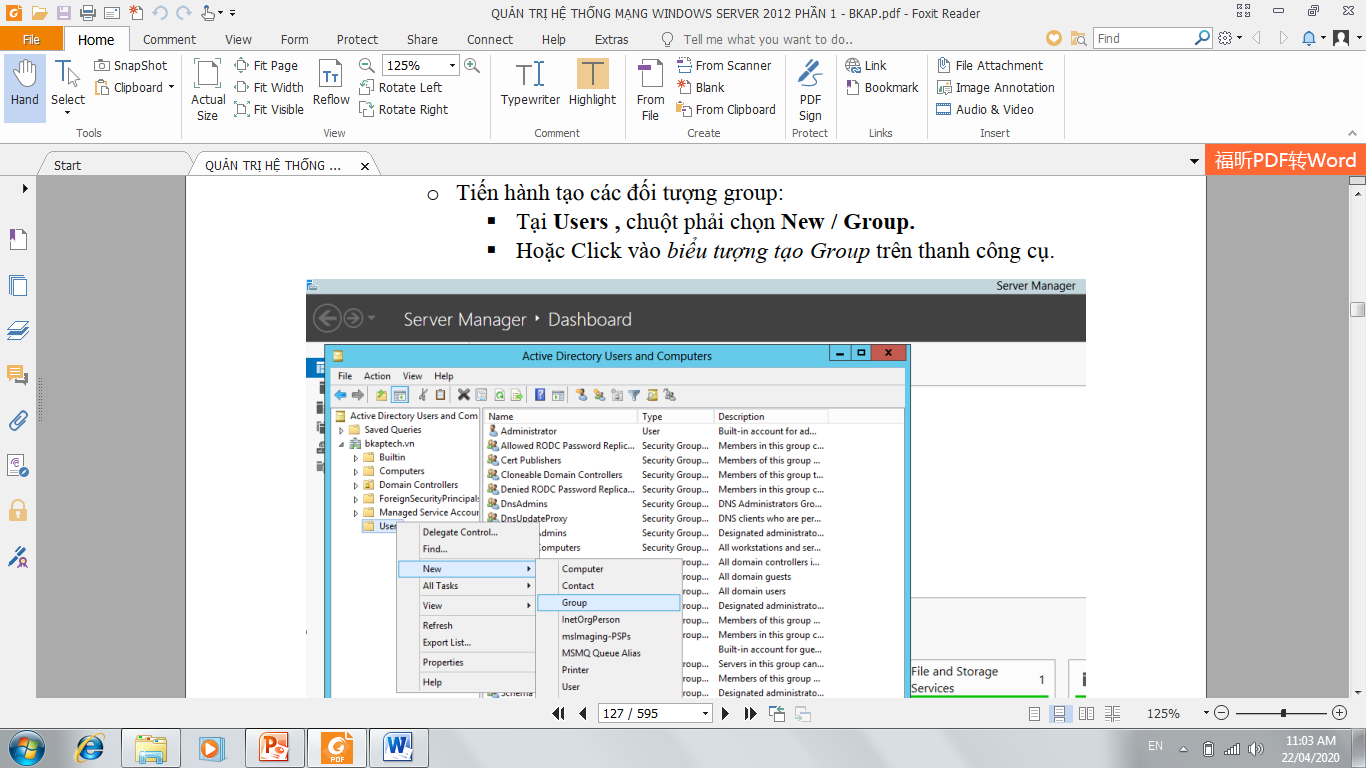 QUẢN TRỊ HỆ THỐNG MẠNG WINDOWS SERVER 2012 PHẦN 1 - BKAP.pdf - Foxit Reader
File Home Comment View Form Protect Share Connect Help Extras Tell me what you want to do.. Find
Hand
Select
SnapShot
Clipboard
Tools
Actual Size
Fit Page
Fit Width
Fit Visible
Reflow
125%
Rotate Left
Rotate Right
View
Typewriter
Highlight
Comment
From File
From Scanner
Blank
From Clipboard
Create
PDF Sign
Protect
Link
Bookmark
Links
File Attachment
Image Annotation
Audio & Video
Insert
Start
QUẢN TRỊ HỆ THỐNG ...
福昕PDF转Word
o Tiến hành tạo các đối tượng group:
▪ Tại Users , chuột phải chọn New / Group.
▪ Hoặc Click vào biểu tượng tạo Group trên thanh công cụ.
Server Manager
Server Manager ‣ Dashboard
Active Directory Users and Computers
File Action View Help
Active Directory Users and Com
Saved Queries
bkaptech.vn
Builtin
Computers
Domain Controllers
ForeignSecurityPrincipals
Managed Service Accour
User
Name Type Description
Administrator User Built-in account for ad...
Allowed RODC Password Replic... Security Group... Members in this group c...
Cert Publishers Security Group... Members of this group ...
Cloneable Domain Controllers Security Group... Members of this group t...
Denied RODC Password Replica... Security Group... Members in this group c...
DnsAdmins Security Group... DNS Administrators Gro...
DnsUpdateProxy Security Group... DNS clients who are per...
Admins Security Group... Designated administrato...
Computers Security Group... All workstations and ser...
roup... All domain controllers i...
roup... All domain guests
roup... All domain users
roup... Designated administrato...
roup... Members of this group ...
roup... Members in this group c...
Built-in account for gue...
roup... Servers in this group can...
roup... Members of this group ...
Schema roup... Designated administrato...
Delegate Control...
Find...
New
All Tasks
View
Refresh
Export List...
Properties
Help
Computer
Contact
Group
InetOrgPerson
msImaging-PSPs
MSMQ Queue Alias
Printer
User
File and Storage Services 1
127 / 595
125%
EN
11:03 AM
22/04/2020